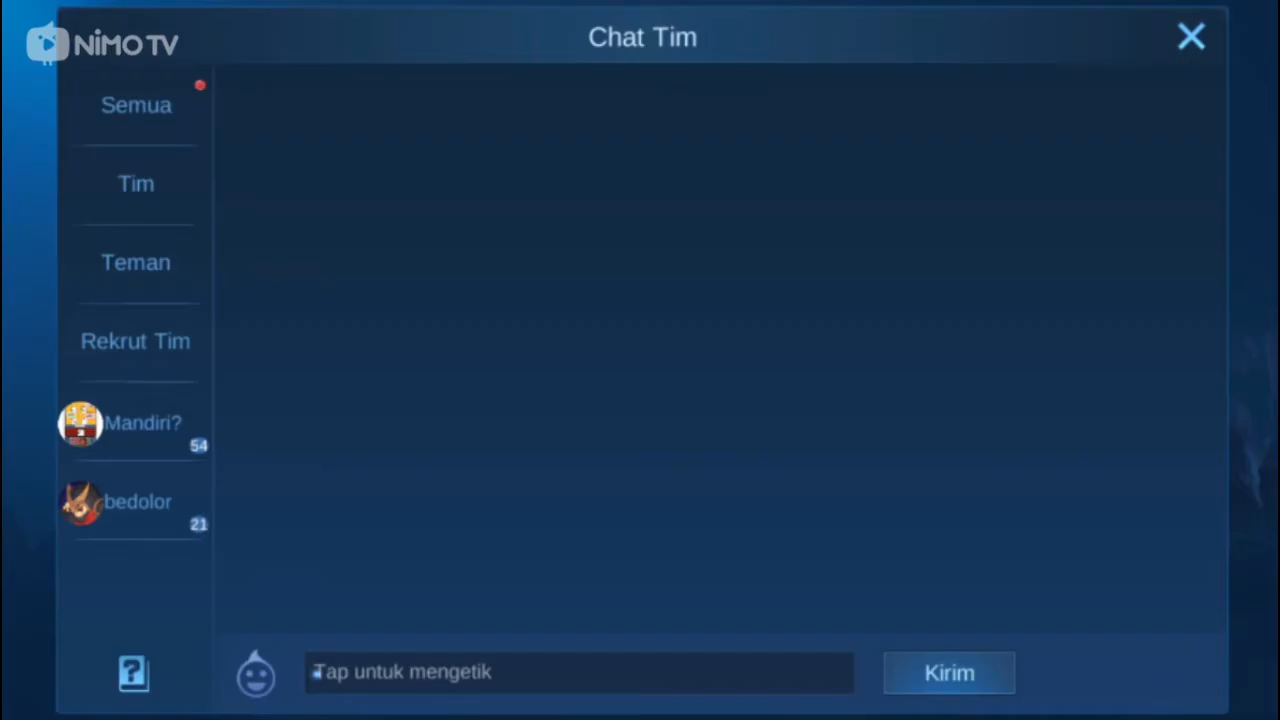 NIMO TV
Chat Tim
Semua
Tim
Teman
Rekrut Tim
Mandiri?
54
bedolor
21
?
Tap untuk mengetik
Kirim